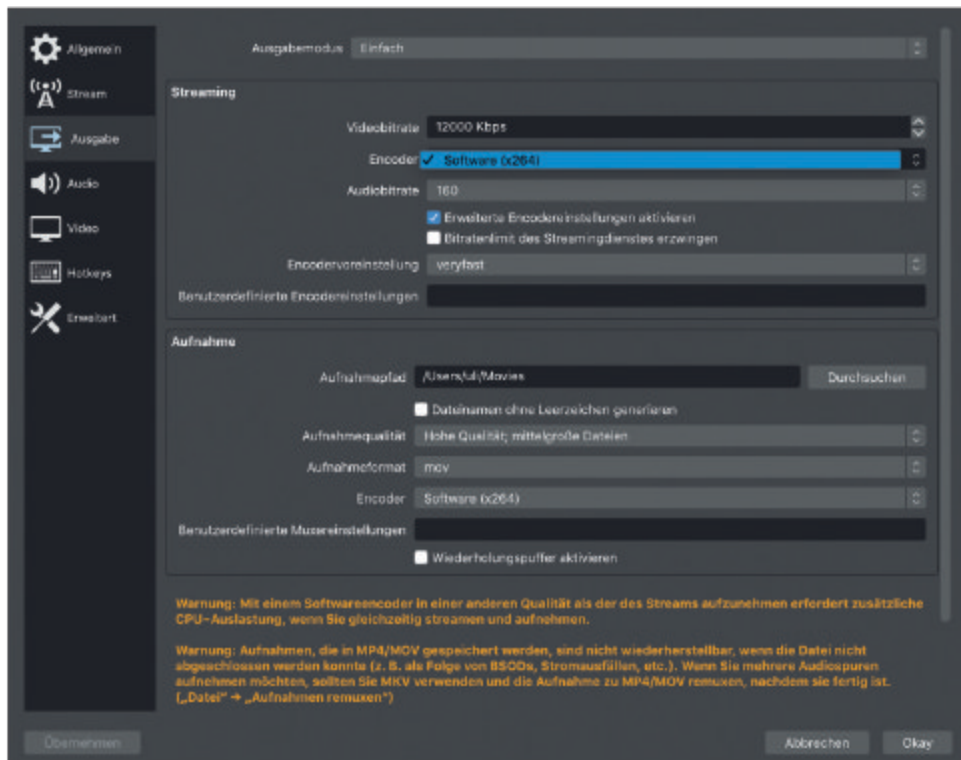 Allgemein
Stream
Ausgabe
Audio
Video
Hotkeys
Erweitert
Ausgabemodus Einfach
Streaming
Videobitrate 12000 Kbps
Encoder ✓ Software (x264)
Audiobitrate 160
Erweiterte Encodereinstellungen aktivieren
Bitratenlimit des Streamingdienstes erzwingen
Encodervoreinstellung veryfast
Benutzerdefinierte Encodereinstellungen
Aufnahme
Aufnahmepfad /Users/uli/Movies Durchsuchen
Dateinamen ohne Leerzeichen generieren
Aufnahmequalität Hohe Qualität; mittelgroße Dateien
Aufnahmeformat mov
Encoder Software (x264)
Benutzerdefinierte Muxereinstellungen
Wiederholungspuffer aktivieren
Warnung: Mit einem Softwareencoder in einer anderen Qualität als der des Streams aufzunehmen erfordert zusätzliche
CPU-Auslastung, wenn Sie gleichzeitig streamen und aufnehmen.
Warnung: Aufnahmen, die in MP4/MOV gespeichert werden, sind nicht wiederherstellbar, wenn die Datei nicht
abgeschlossen werden konnte (z. B. als Folge von BSODs, Stromausfällen, etc.). Wenn Sie mehrere Audiospuren
aufnehmen möchten, sollten Sie MKV verwenden und die Aufnahme zu MP4/MOV remuxen, nachdem sie fertig ist.
(„Datei“ → „Aufnahmen remuxen“)
Übernehmen Abbrechen Okay